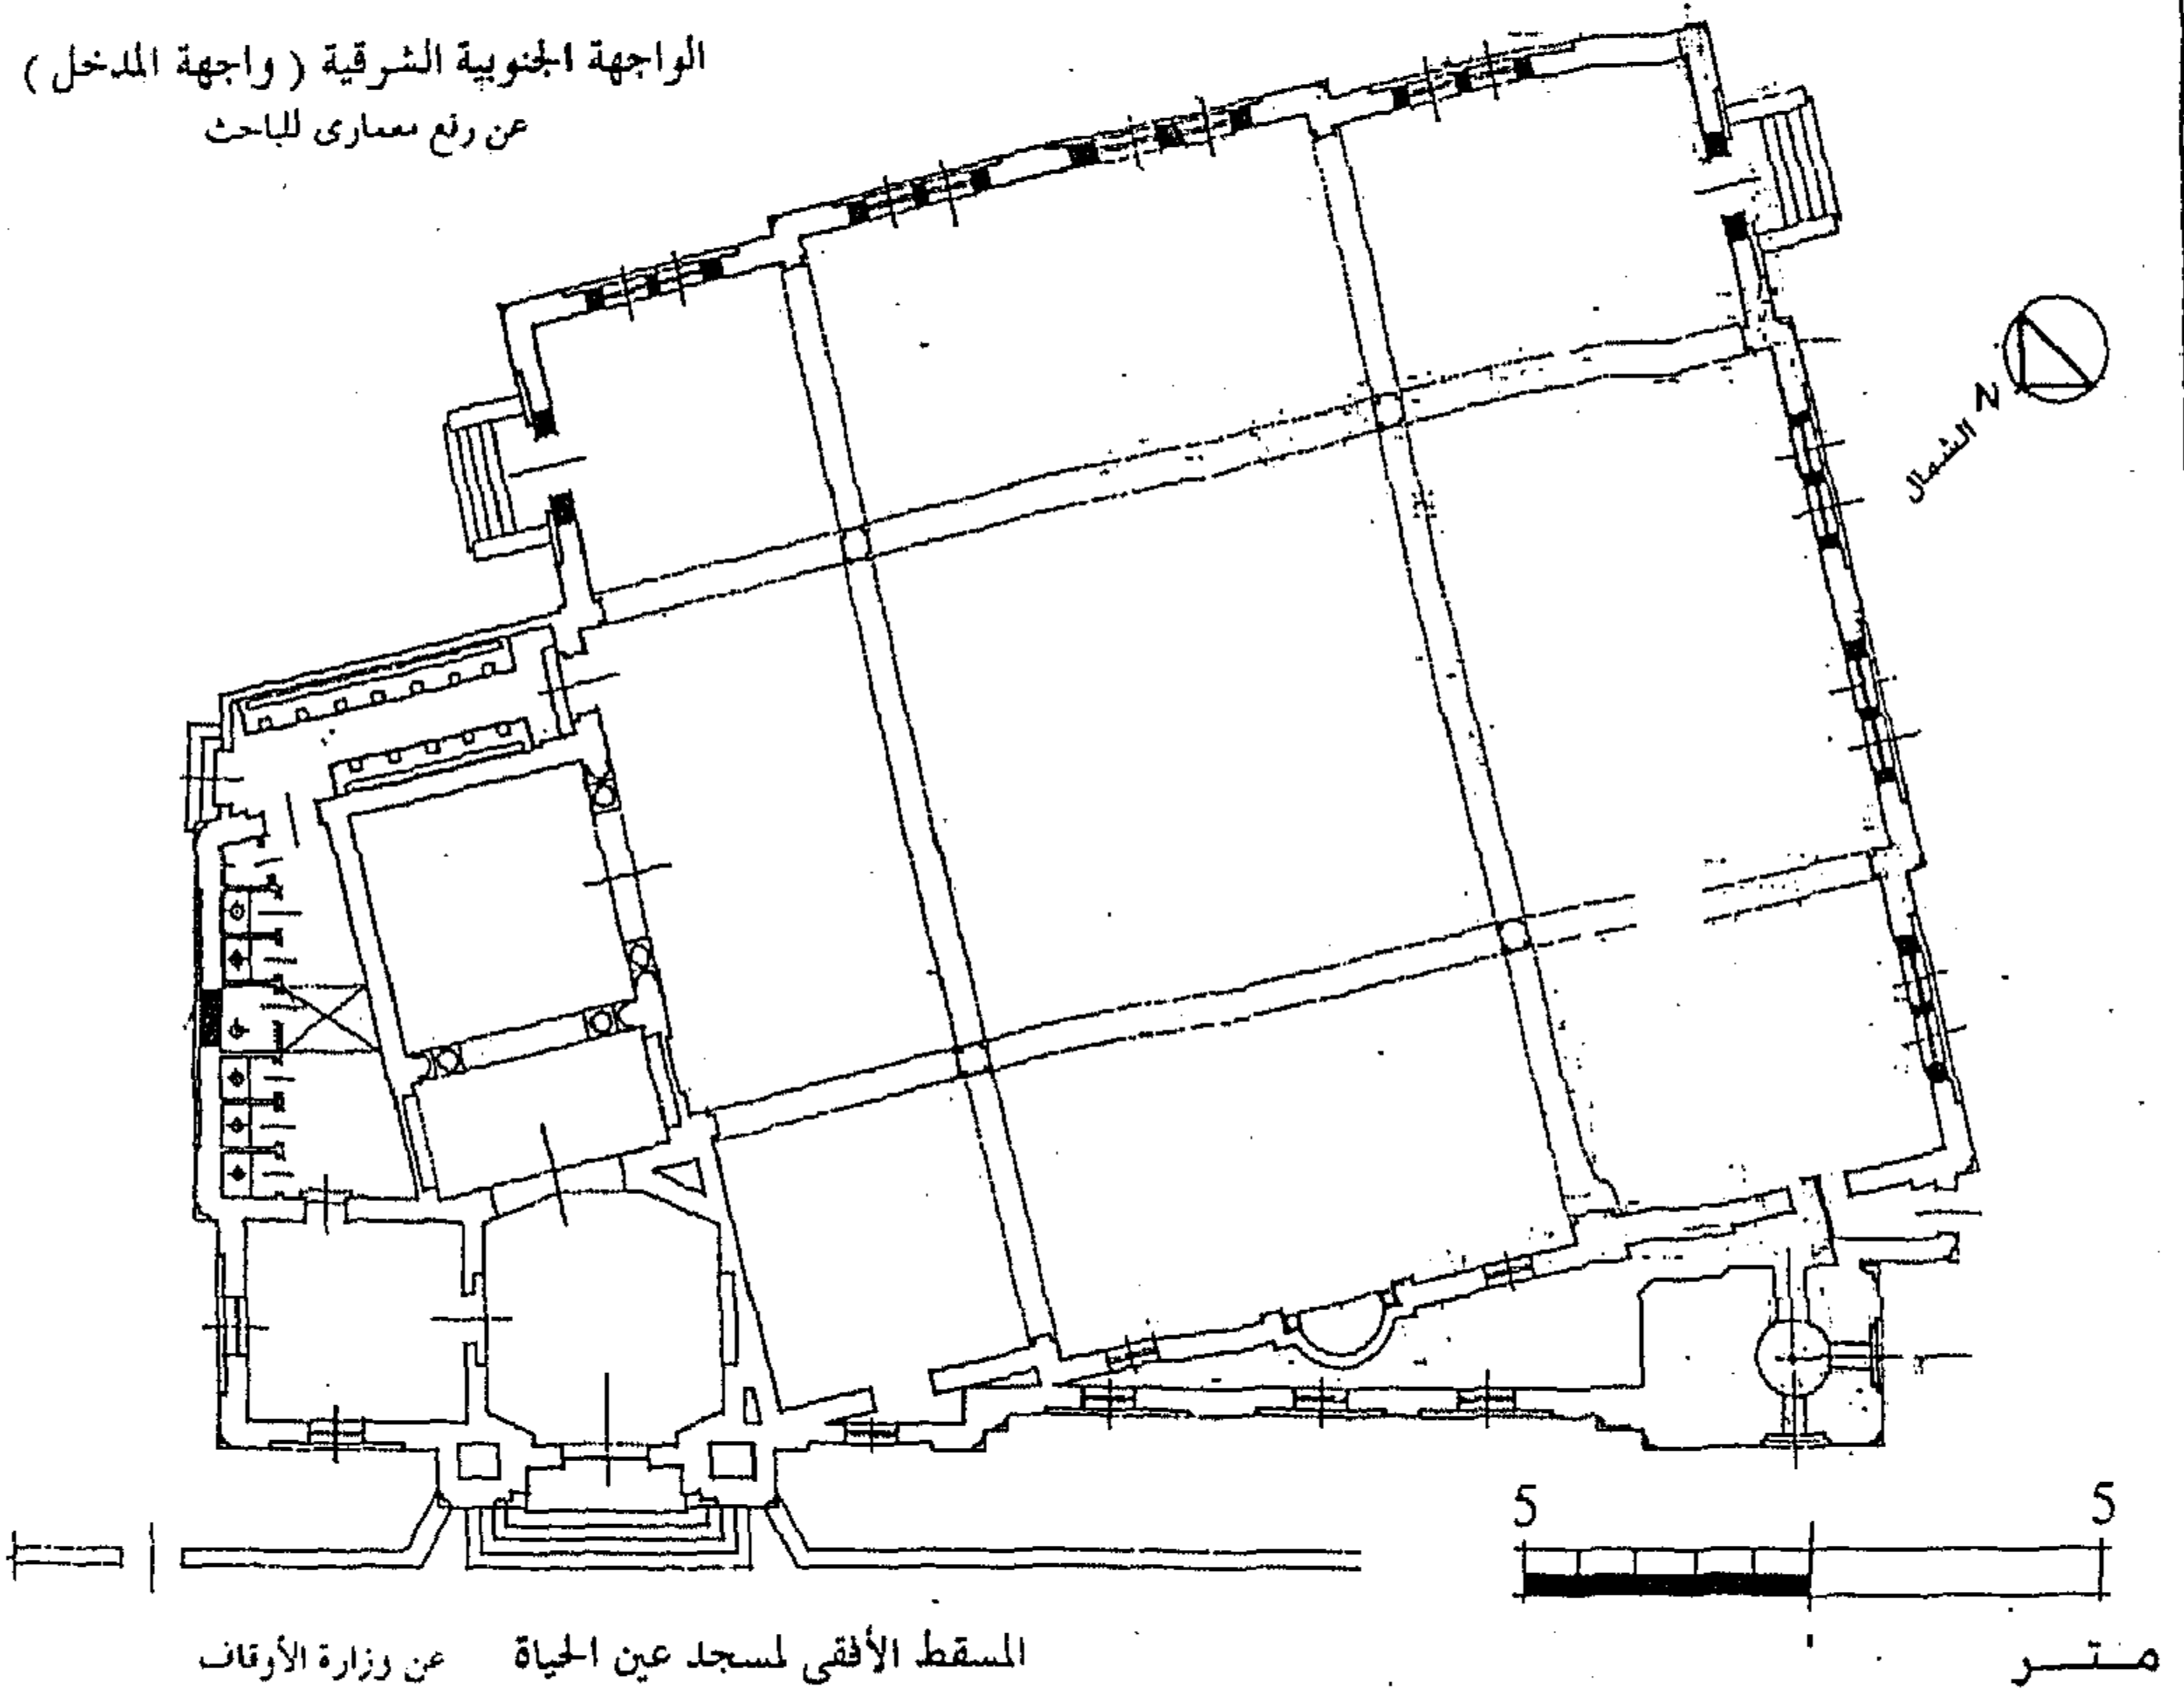 الواجهة الجنوبية الشرقية ( واجهة المدخل )
عن رفع معمارى للباحث
N
الشمال
5 5
متر
المسقط الأفقى لمسجد عين الحياة عن وزارة الأوقاف